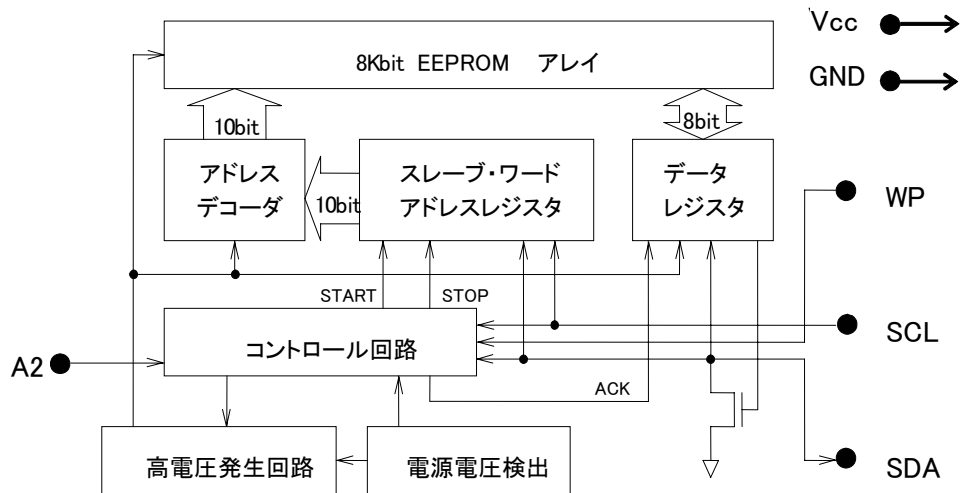 Vcc
8Kbit EEPROM アレイ
GND
10bit
8bit
アドレス
デコーダ
10bit
スレーブ・ワード
アドレスレジスタ
データ
レジスタ
WP
START
STOP
コントロール回路
SCL
A2
ACK
高電圧発生回路
電源電圧検出
SDA